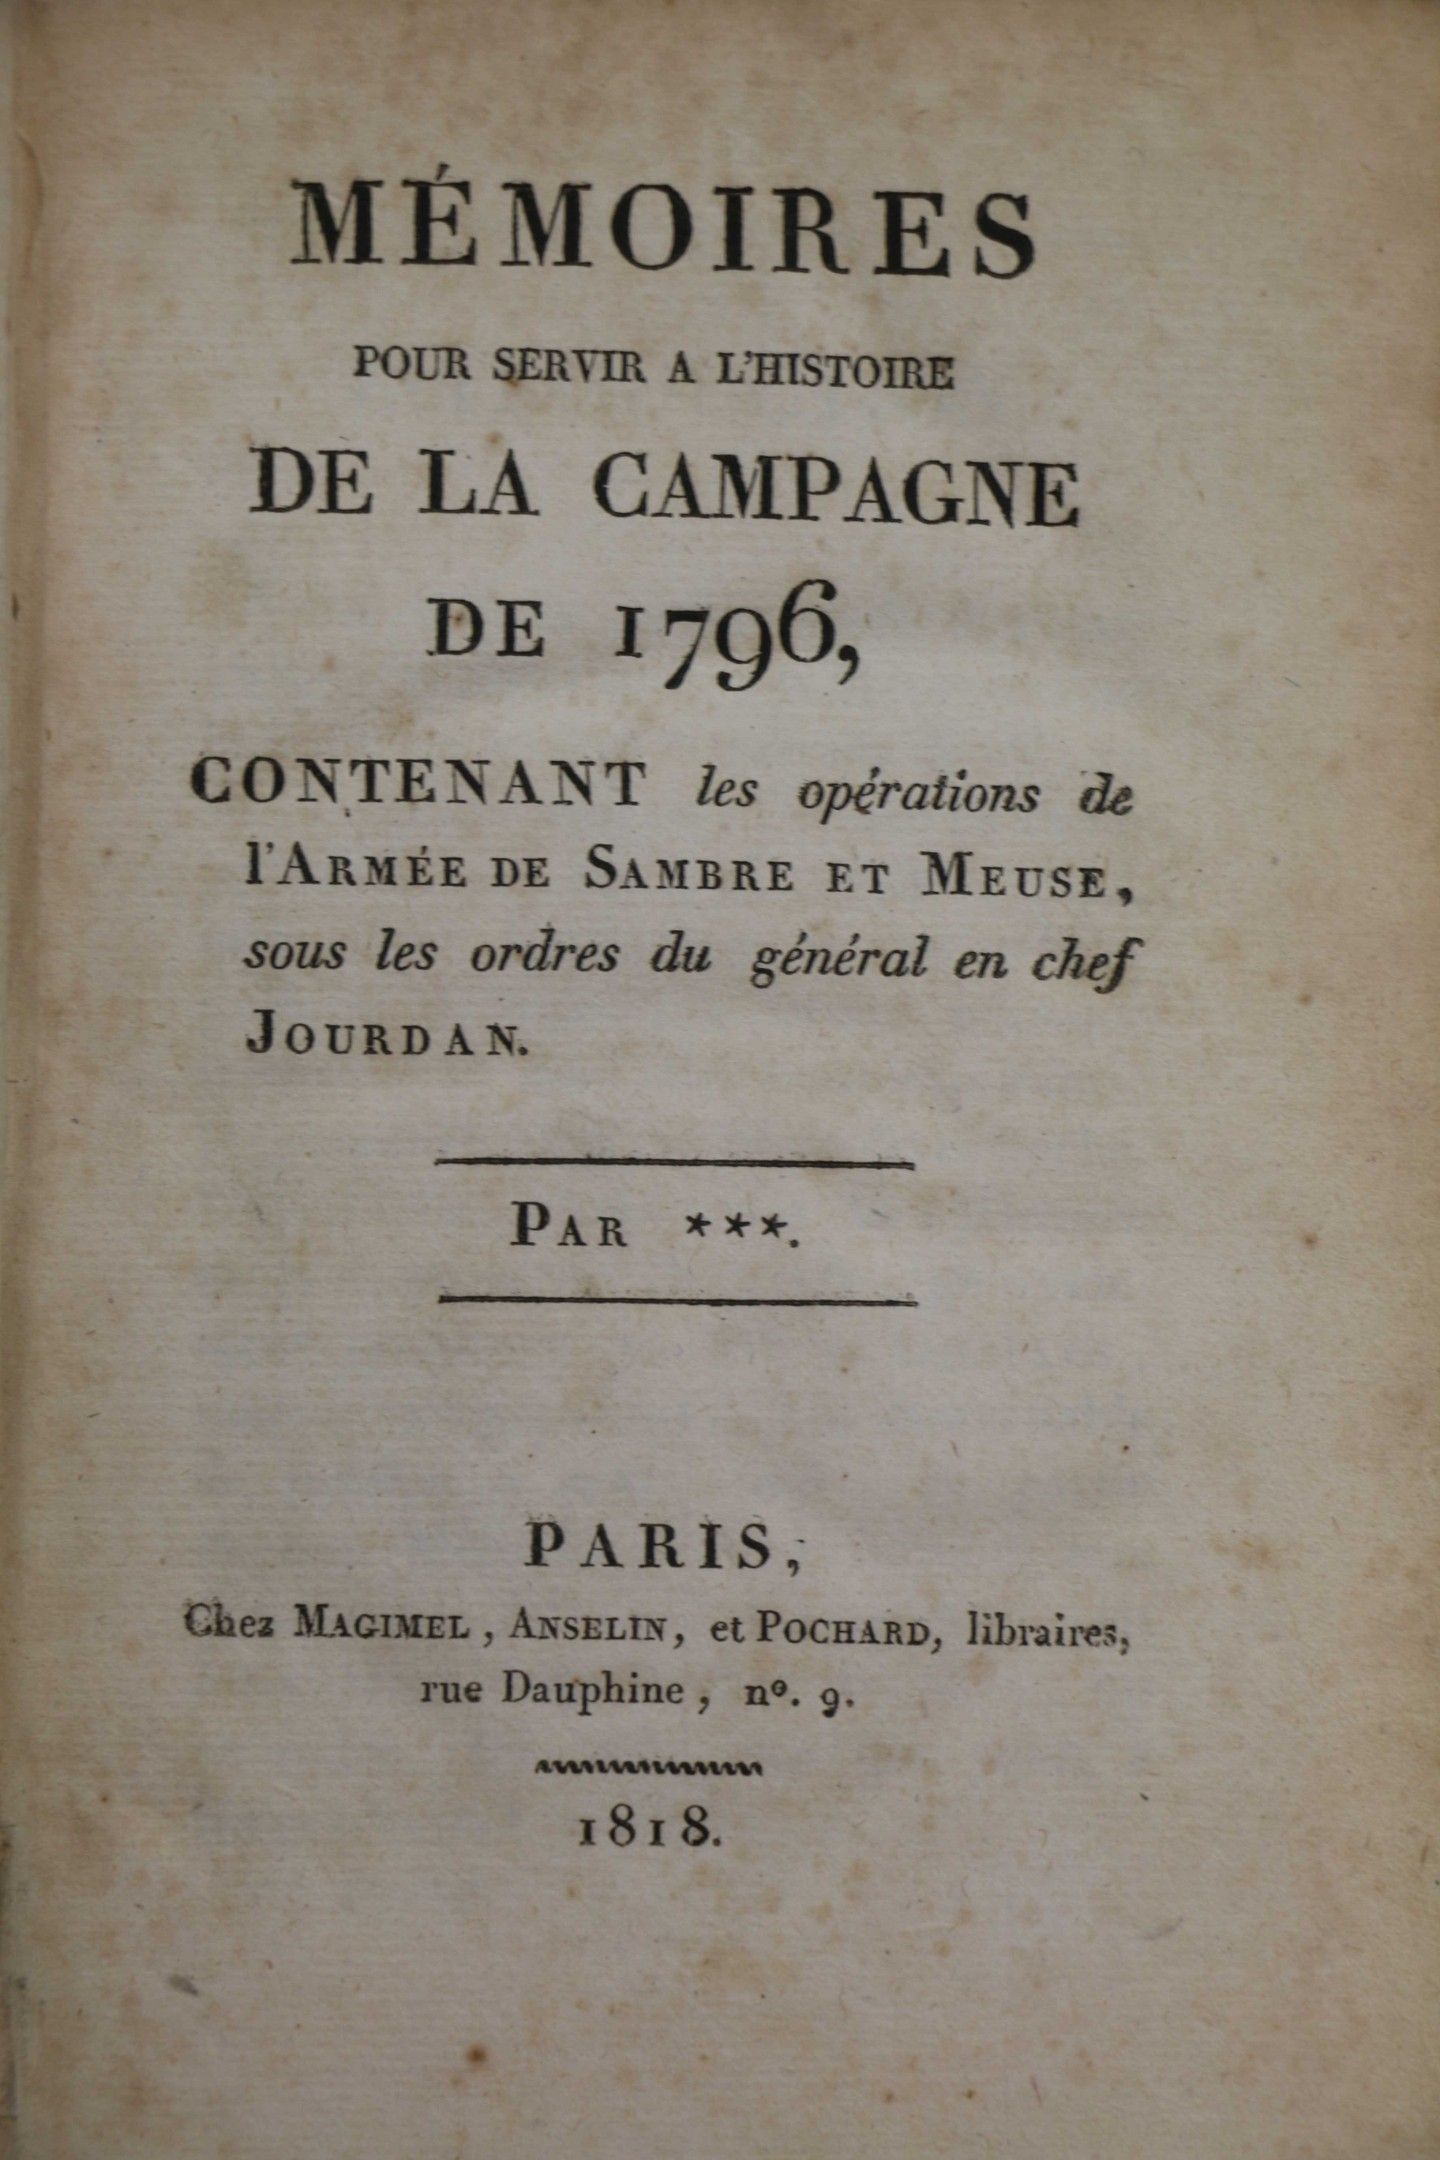 MÉMOIRES
POUR SERVIR A L'HISTOIRE
DE LA CAMPAGNE
DE 1796,
CONTENANT les opérations de
l'ARMÉE DE SAMBRE ET MEUSE,
sous les ordres du général en chef
JOURDAN.
PAR ***.
PARIS,
Chez MAGIMEL, ANSELIN, et POCHARD, libraires,
rue Dauphine, nº. 9.
1818.